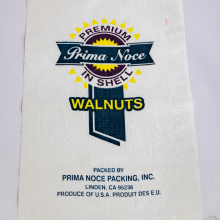 PREMIUM
Prima Noce
IN SHELL
WALNUTS
PACKED BY
PRIMA NOCE PACKING, INC.
LINDEN, CA 95236
PRODUCE OF U.S.A. PRODUIT DES E.U.